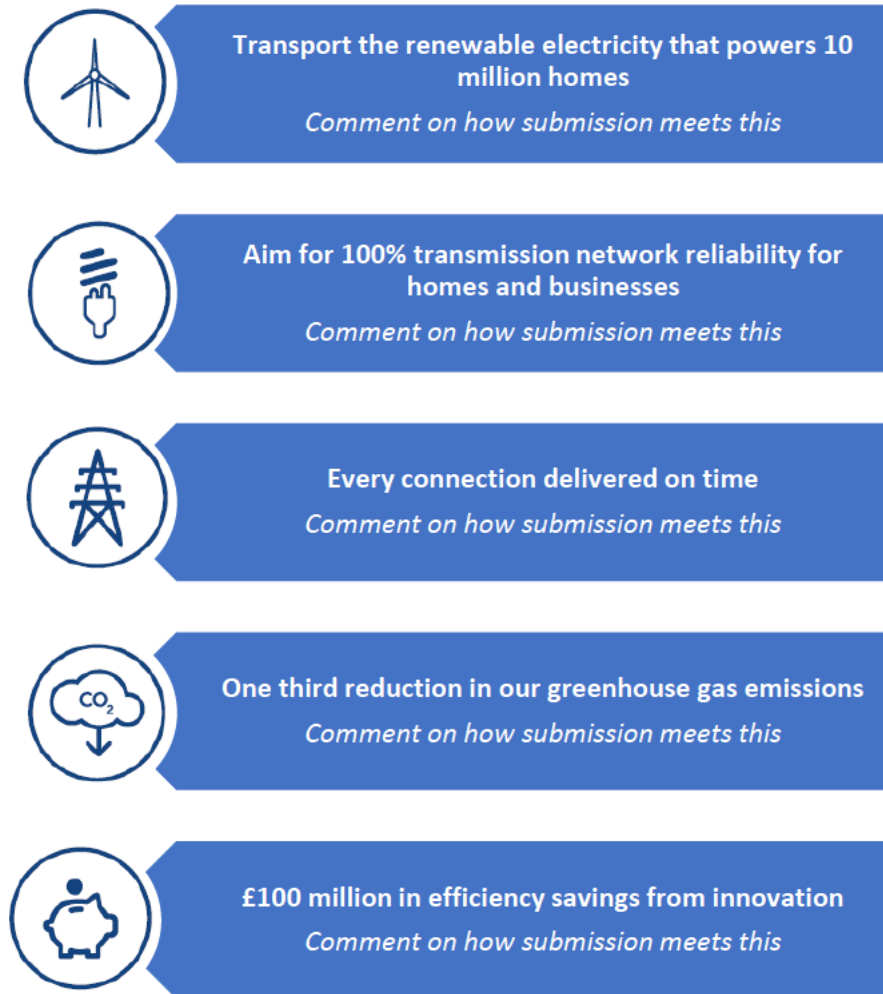 Transport the renewable electricity that powers 10
million homes
Comment on how submission meets this
Aim for 100% transmission network reliability for
homes and businesses
Comment on how submission meets this
Every connection delivered on time
Comment on how submission meets this
CO2
One third reduction in our greenhouse gas emissions
Comment on how submission meets this
£100 million in efficiency savings from innovation
Comment on how submission meets this